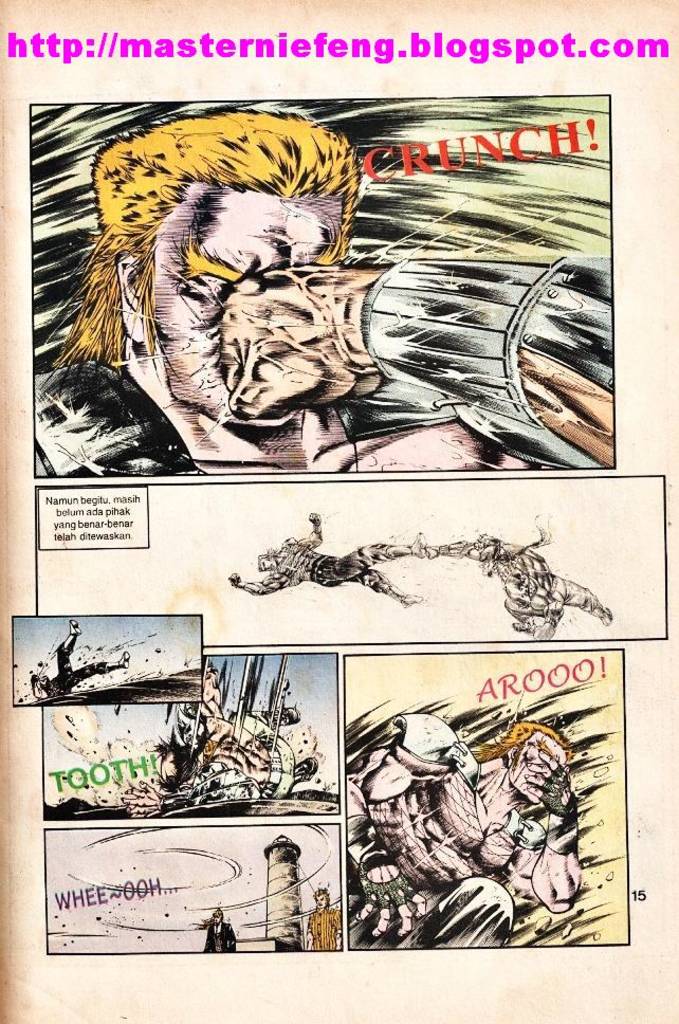 http://masterniefeng.blogspot.com
CRUNCH!
Namun begitu, masih
belum ada pihak
yang benar-benar
telah ditewaskan.
AROOO!
TOOTH!
WHEE~OOH...
15